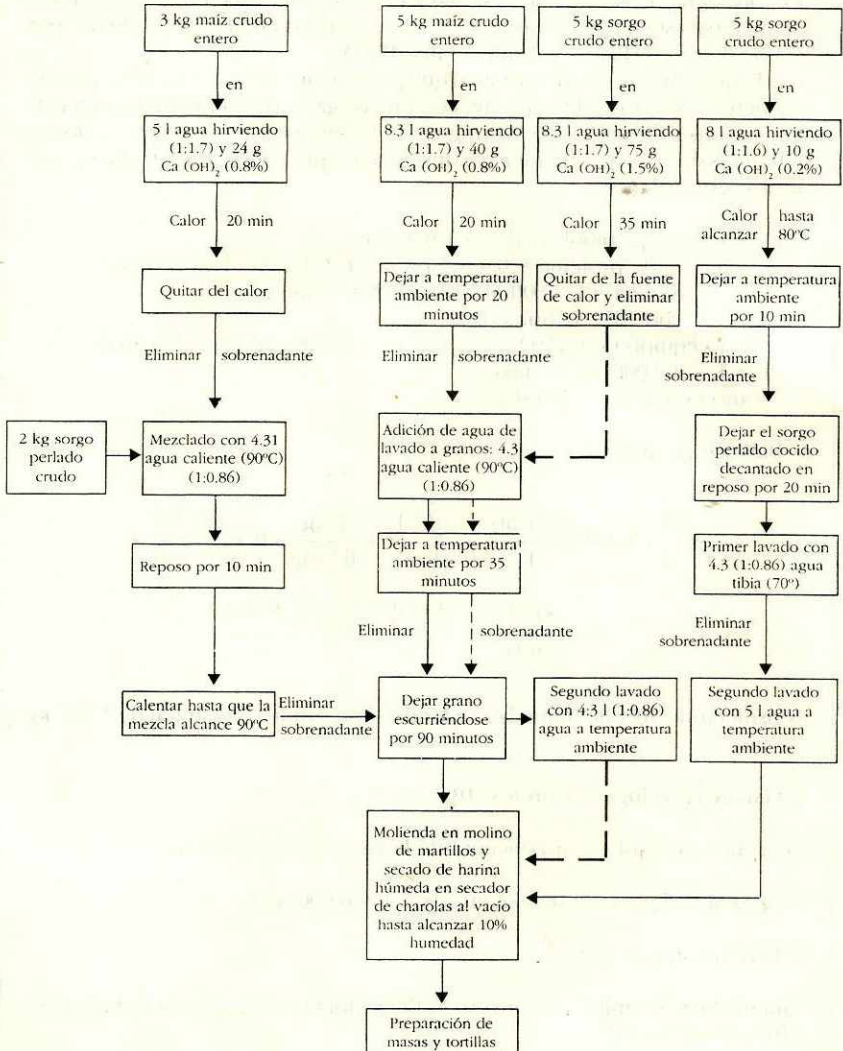 3 kg maíz crudo
entero
5 kg maíz crudo
entero
5 kg sorgo
crudo entero
5 kg sorgo
crudo entero
en
en
en
en
5 l agua hirviendo
(1:1.7) y 24 g
Ca (OH)₂ (0.8%)
8.3 l agua hirviendo
(1:1.7) y 40 g
Ca (OH)₂ (0.8%)
8.3 l agua hirviendo
(1:1.7) y 75 g
Ca (OH)₂ (1.5%)
8 l agua hirviendo
(1:1.6) y 10 g
Ca (OH)₂ (0.2%)
Calor 20 min
Calor 20 min
Calor 35 min
Calor hasta
alcanzar 80ºC
Quitar del calor
Dejar a temperatura
ambiente por 20
minutos
Quitar de la fuente
de calor y eliminar
sobrenadante
Dejar a temperatura
ambiente
por 10 min
Eliminar sobrenadante
Eliminar sobrenadante
Eliminar
sobrenadante
2 kg sorgo
perlado
crudo
Mezclado con 4.31
agua caliente (90ºC)
(1:0.86)
Adición de agua de
lavado a granos: 4.3
agua caliente (90ºC)
(1:0.86)
Dejar el sorgo
perlado cocido
decantado en
reposo por 20 min
Reposo por 10 min
Dejar a temperatura
ambiente por 35
minutos
Primer lavado con
4.3 (1:0.86) agua
tibia (70º)
Eliminar sobrenadante
Eliminar
sobrenadante
Calentar hasta que la
mezcla alcance 90ºC
Eliminar
sobrenadante
Dejar grano
escurriéndose
por 90 minutos
Segundo lavado
con 4:3 l (1:0.86)
agua a temperatura
ambiente
Segundo lavado
con 5 l agua a
temperatura
ambiente
Molienda en molino
de martillos y
secado de harina
húmeda en secador
de charolas al vacío
hasta alcanzar 10%
humedad
Preparación de
masas y tortillas